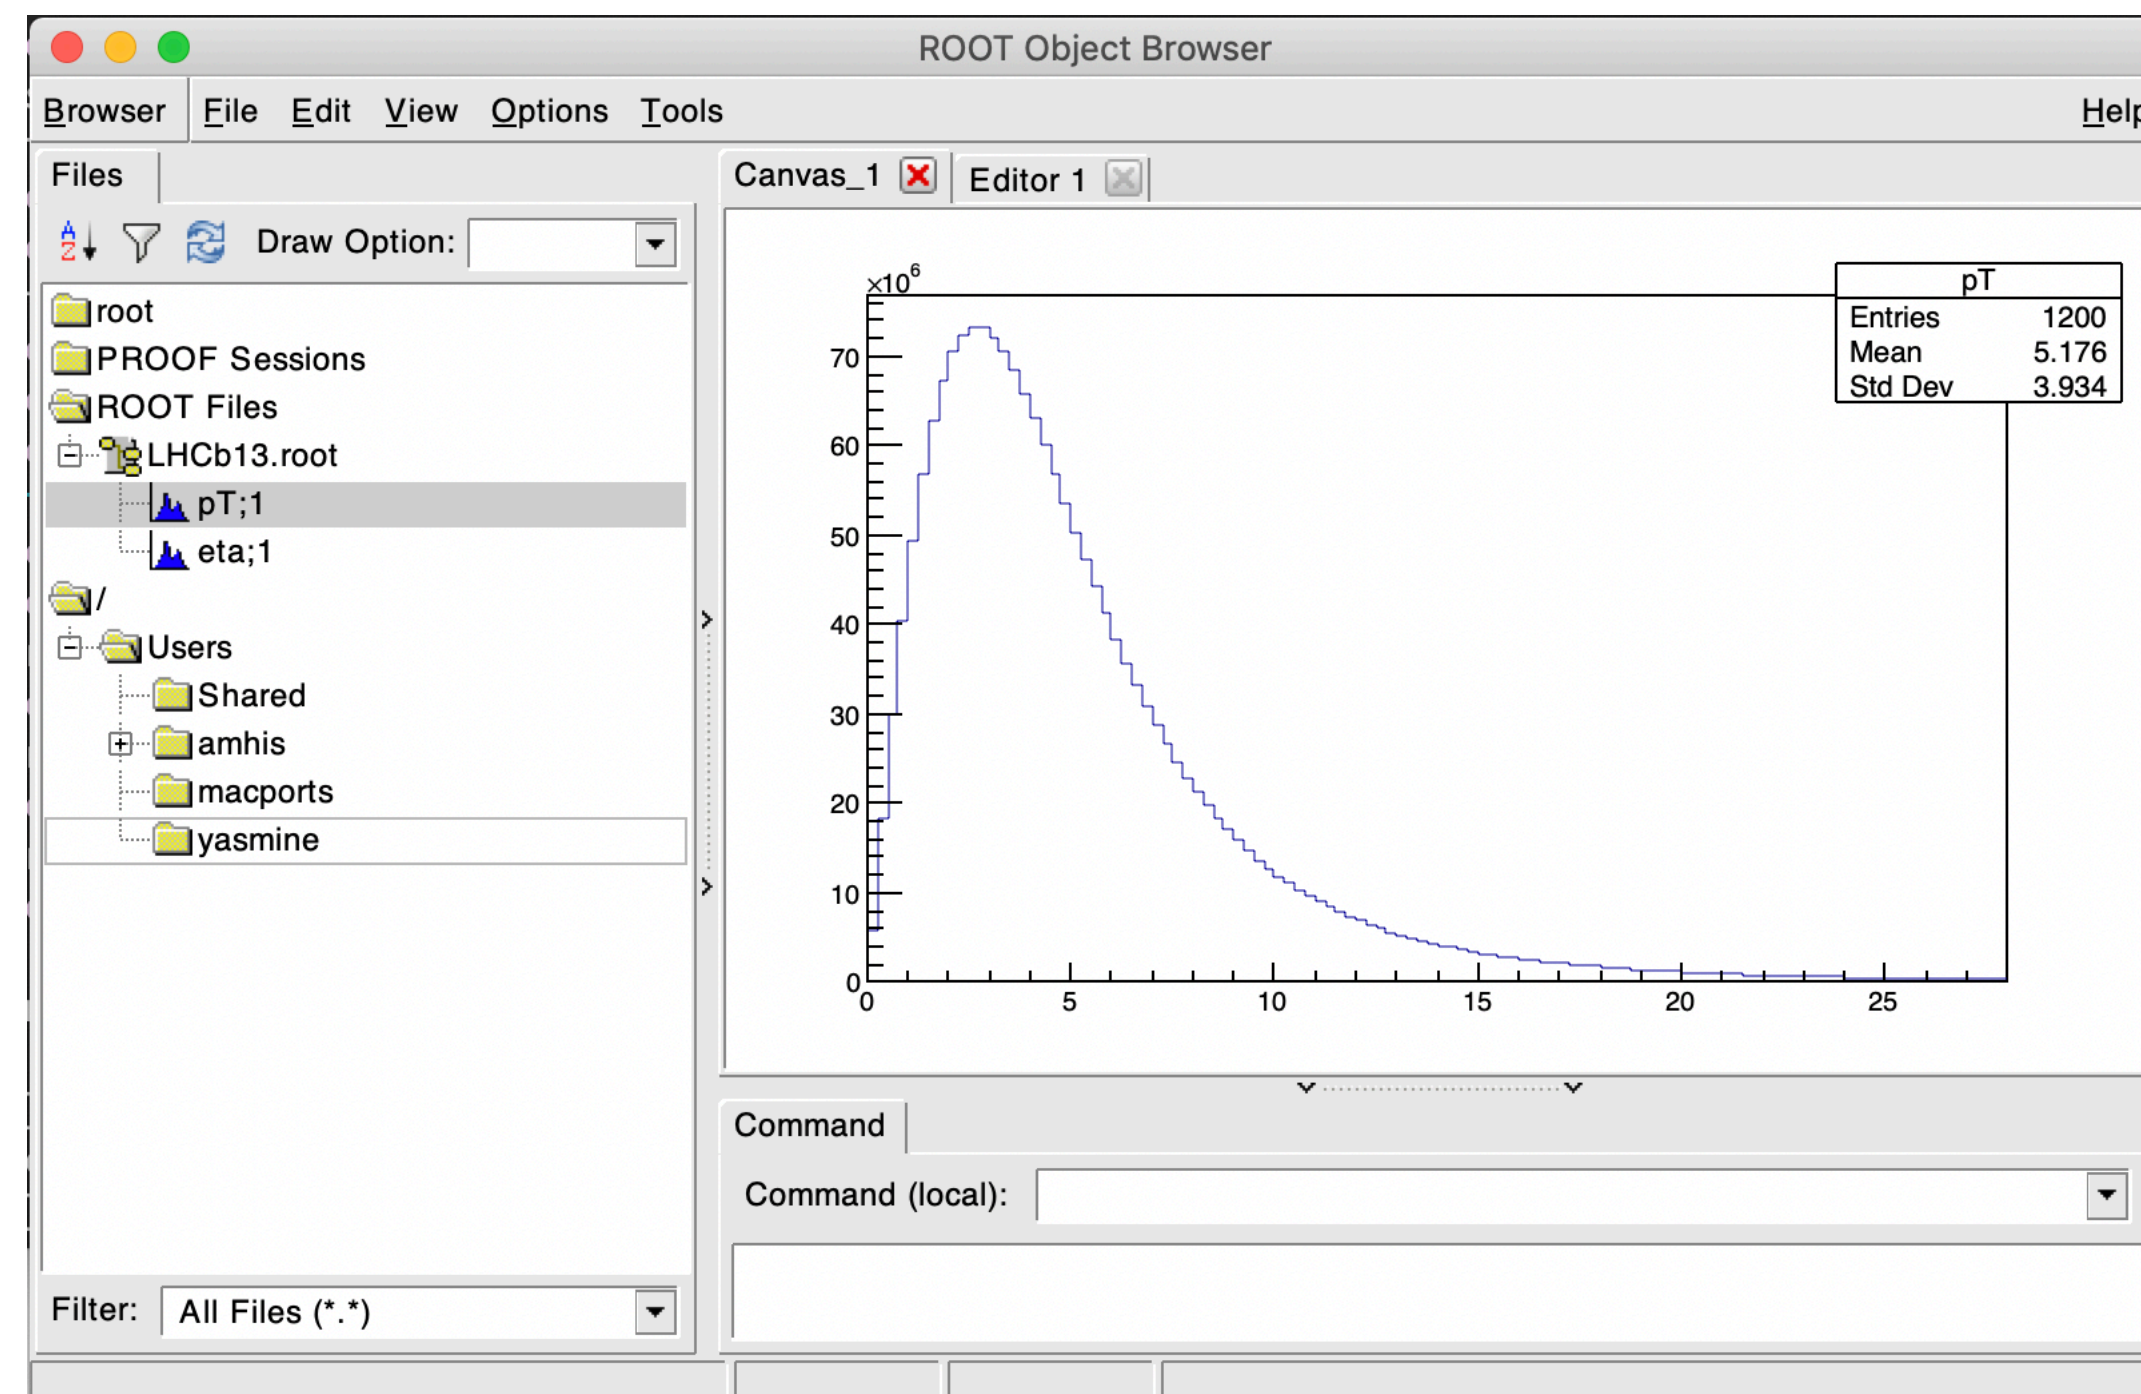 ROOT Object Browser
Browser File Edit View Options Tools
Files
Draw Option:
root
PROOF Sessions
ROOT Files
LHCb13.root
pT;1
eta;1
/
Users
Shared
amhis
macports
yasmine
Filter: All Files (*.*)
Canvas_1 Editor 1
×10⁶
70
60
50
40
30
20
10
0
0 5 10 15 20 25
pT
Entries 1200
Mean 5.176
Std Dev 3.934
Command
Command (local):